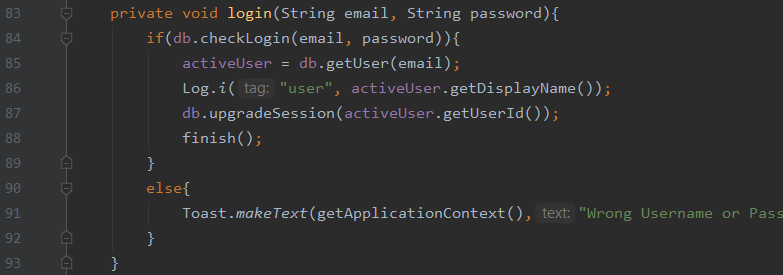 83 private void login(String email, String password){
84 if(db.checkLogin(email, password)){
85 activeUser = db.getUser(email);
86 Log.i( tag: "user", activeUser.getDisplayName());
87 db.upgradeSession(activeUser.getUserId());
88 finish();
89 }
90 else{
91 Toast.makeText(getApplicationContext(), text: "Wrong Username or Pass
92 }
93 }